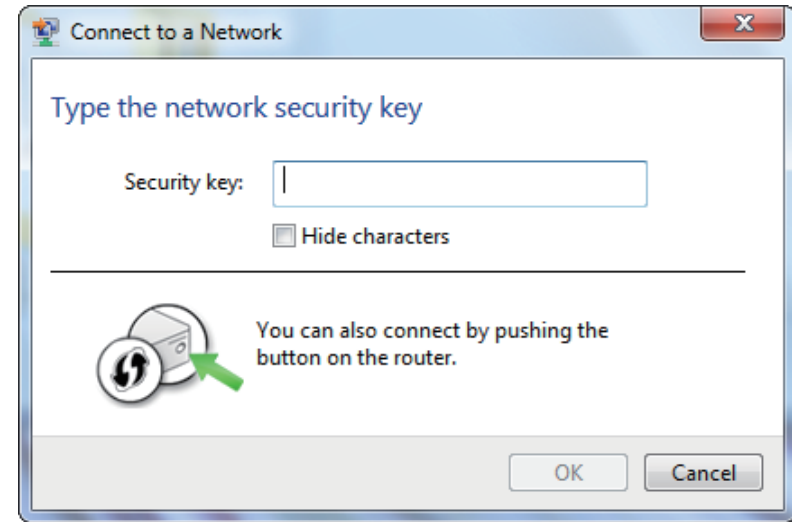 Connect to a Network
Type the network security key
Security key:
Hide characters
You can also connect by pushing the
button on the router.
OK
Cancel